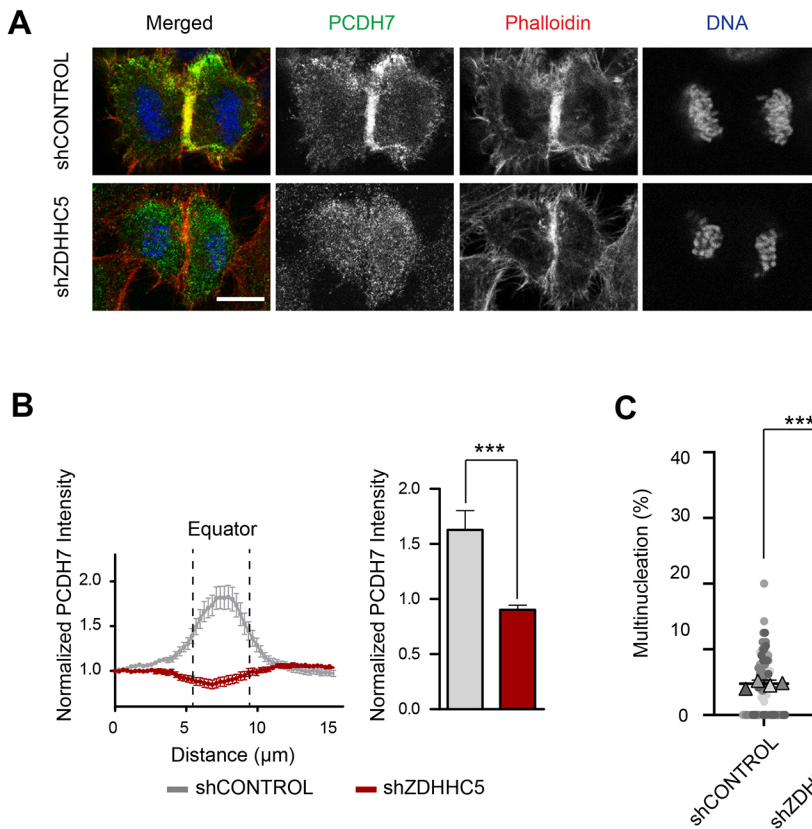 A
Merged PCDH7 Phalloidin DNA
shCONTROL
shZDHHC5
B
C
Normalized PCDH7 Intensity
Equator
2.0
1.5
1.0
0 5 10 15
Distance (µm)
Normalized PCDH7 Intensity
***
2.0
1.5
1.0
0.5
0.0
shCONTROL shZDHHC5
***
Multinucleation (%)
40
30
20
10
0
shCONTROL
shZDH